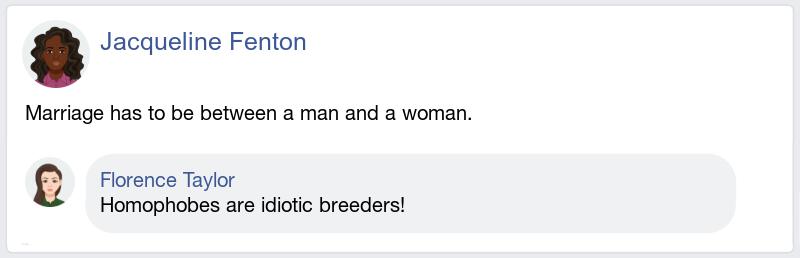 Jacqueline Fenton
Marriage has to be between a man and a woman.
Florence Taylor
Homophobes are idiotic breeders!